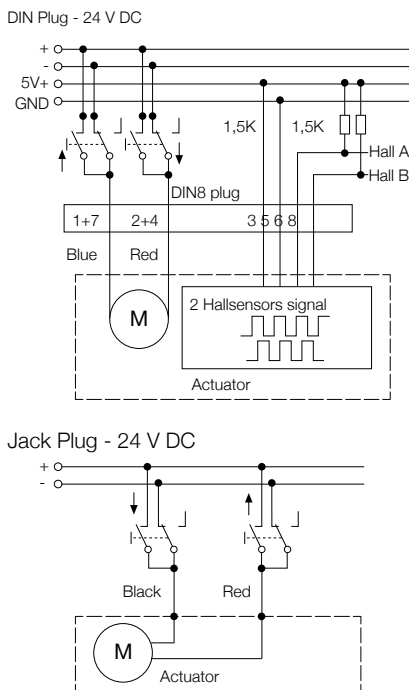 DIN Plug - 24 V DC
+
-
5V+
GND
1,5K 1,5K
Hall A
Hall B
DIN8 plug
1+7 2+4 3 5 6 8
Blue Red
M
2 Hallsensors signal
Actuator
Jack Plug - 24 V DC
+
-
Black Red
M
Actuator